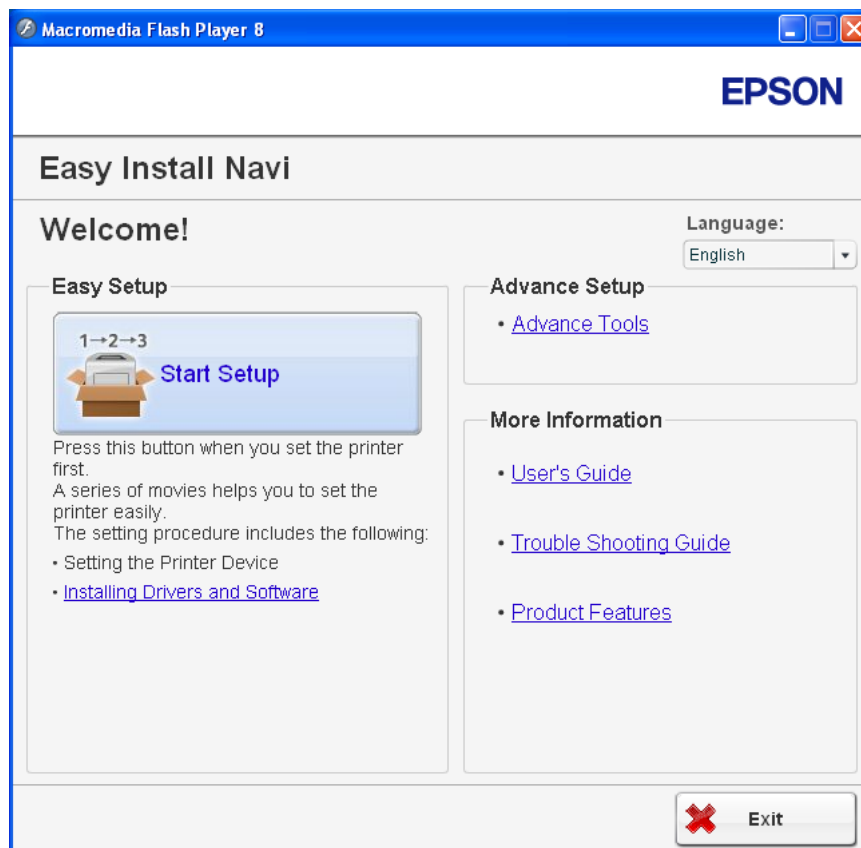 Macromedia Flash Player 8
EPSON
Easy Install Navi
Welcome!
Language:
English
Easy Setup
1→2→3
Start Setup
Press this button when you set the printer
first.
A series of movies helps you to set the
printer easily.
The setting procedure includes the following:
• Setting the Printer Device
• Installing Drivers and Software
Advance Setup
• Advance Tools
More Information
• User's Guide
• Trouble Shooting Guide
• Product Features
Exit